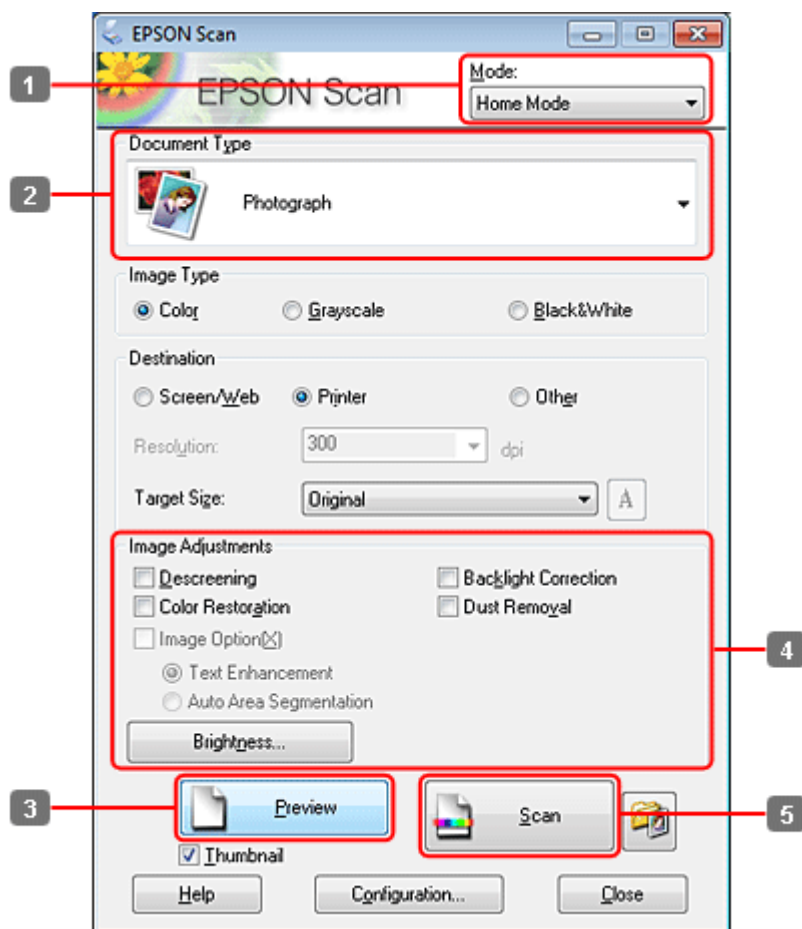 EPSON Scan
EPSON Scan
Mode:
1
Home Mode
Document Type
2
Photograph
Image Type
Color Grayscale Black&White
Destination
Screen/Web Printer Other
Resolution: 300 dpi
Target Size: Original A
Image Adjustments
Descreening Backlight Correction
Color Restoration Dust Removal
Image Option(X)
4
Text Enhancement
Auto Area Segmentation
Brightness...
3 Preview Scan 5
Thumbnail
Help Configuration... Close